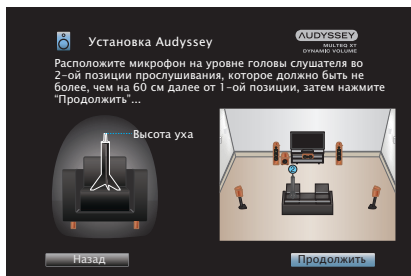 Установка Audyssey
AUDYSSEY
MULTEQ XT
DYNAMIC VOLUME
Расположите микрофон на уровне головы слушателя во
2-ой позиции прослушивания, которое должно быть не
более, чем на 60 см далее от 1-ой позиции, затем нажмите
"Продолжить"...
Высота уха
2
Назад
Продолжить